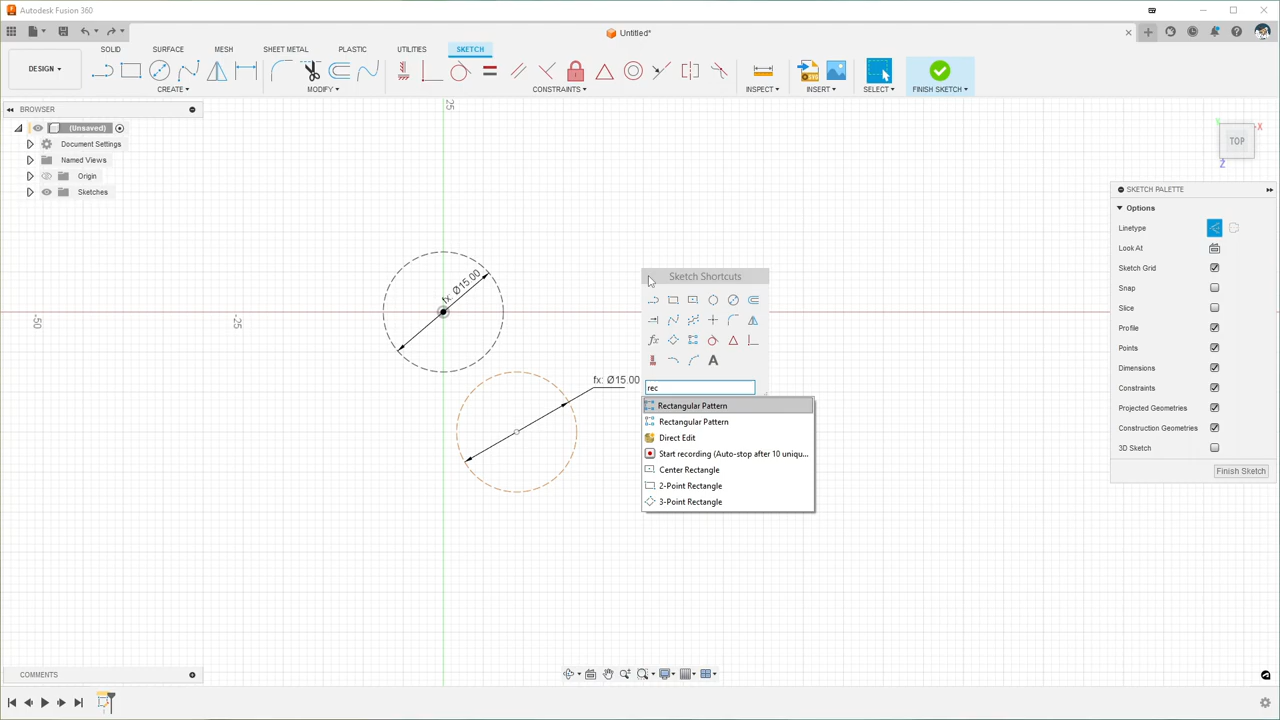 Autodesk Fusion 360
Untitled*
SOLID SURFACE MESH SHEET METAL PLASTIC UTILITIES SKETCH
DESIGN
CREATE MODIFY CONSTRAINTS INSPECT INSERT SELECT FINISH SKETCH
BROWSER
(Unsaved)
Document Settings
Named Views
Origin
Sketches
25
-50
-25
fx: Ø15.00
fx: Ø15.00
Sketch Shortcuts
rec
Rectangular Pattern
Rectangular Pattern
Direct Edit
Start recording (Auto-stop after 10 uniqu...
Center Rectangle
2-Point Rectangle
3-Point Rectangle
TOP
X
Y
Z
SKETCH PALETTE
Options
Linetype
Look At
Sketch Grid
Snap
Slice
Profile
Points
Dimensions
Constraints
Projected Geometries
Construction Geometries
3D Sketch
Finish Sketch
COMMENTS